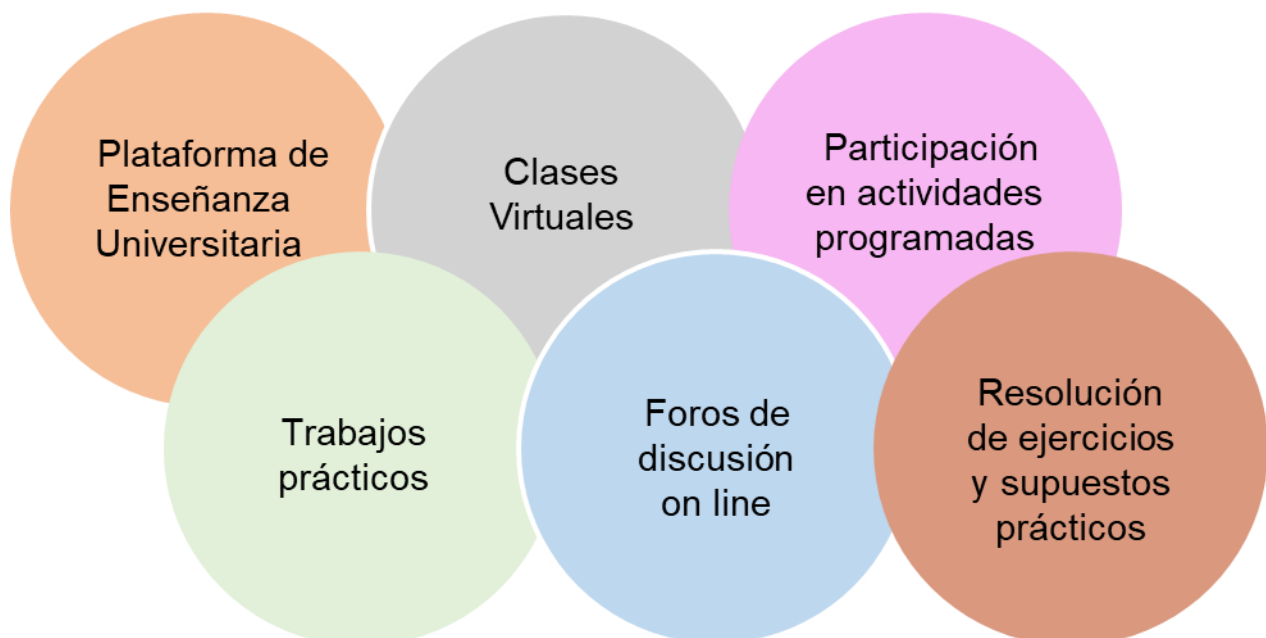 Plataforma de
Enseñanza
Universitaria
Clases
Virtuales
Participación
en actividades
programadas
Trabajos
prácticos
Foros de
discusión
on line
Resolución
de ejercicios
y supuestos
prácticos